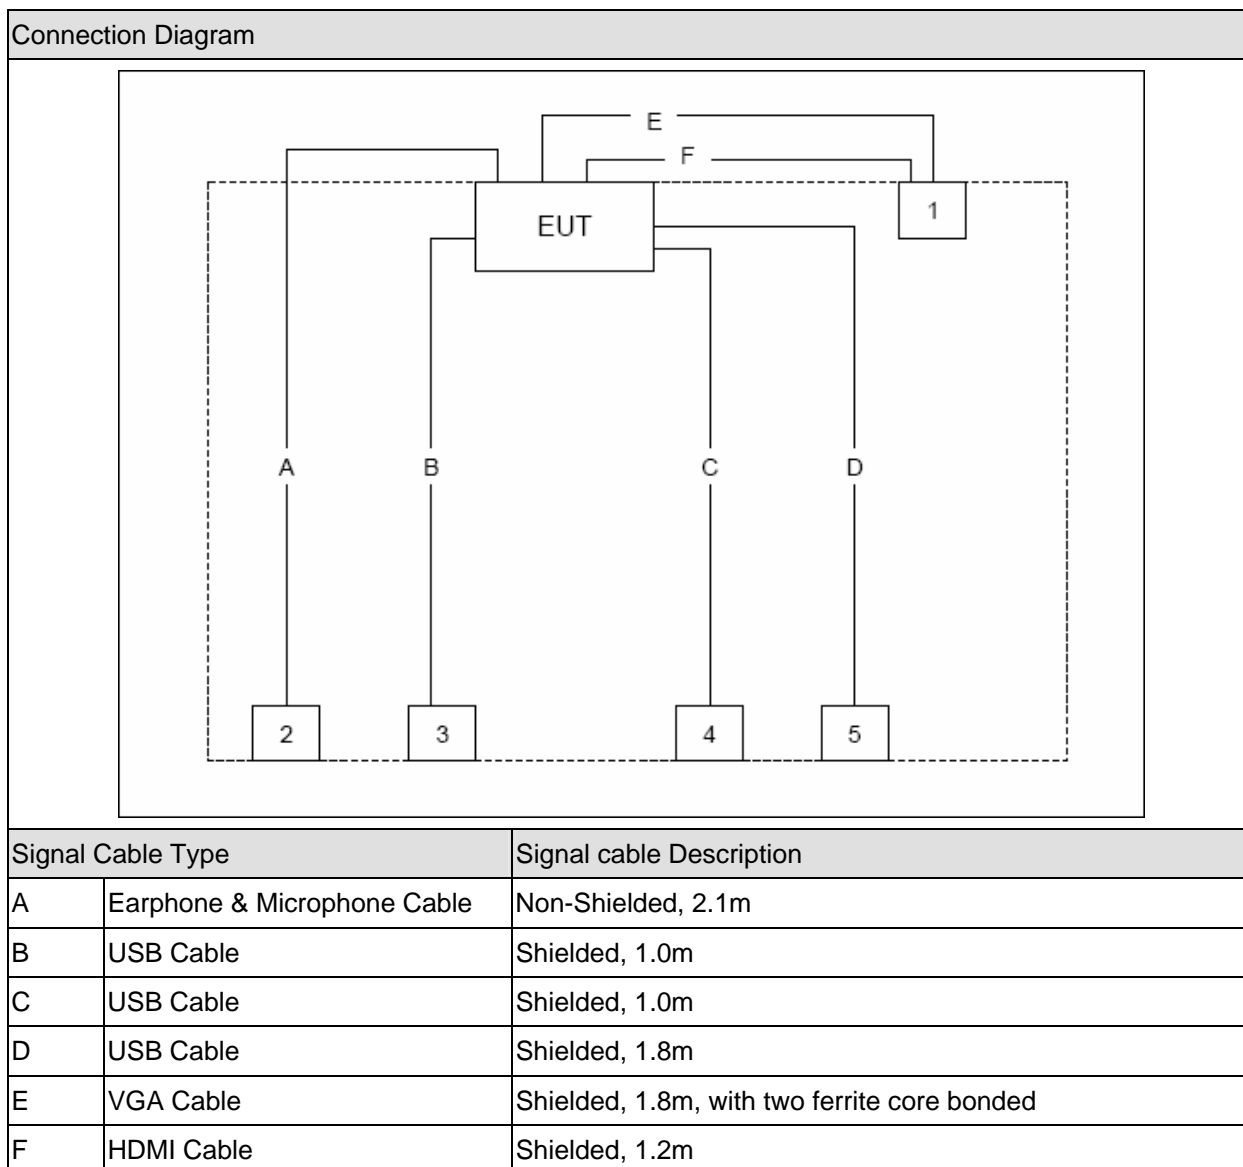 Connection Diagram
E
F
EUT
1
A
B
C
D
2
3
4
5
Signal Cable Type Signal cable Description
A Earphone & Microphone Cable Non-Shielded, 2.1m
B USB Cable Shielded, 1.0m
C USB Cable Shielded, 1.0m
D USB Cable Shielded, 1.8m
E VGA Cable Shielded, 1.8m, with two ferrite core bonded
F HDMI Cable Shielded, 1.2m